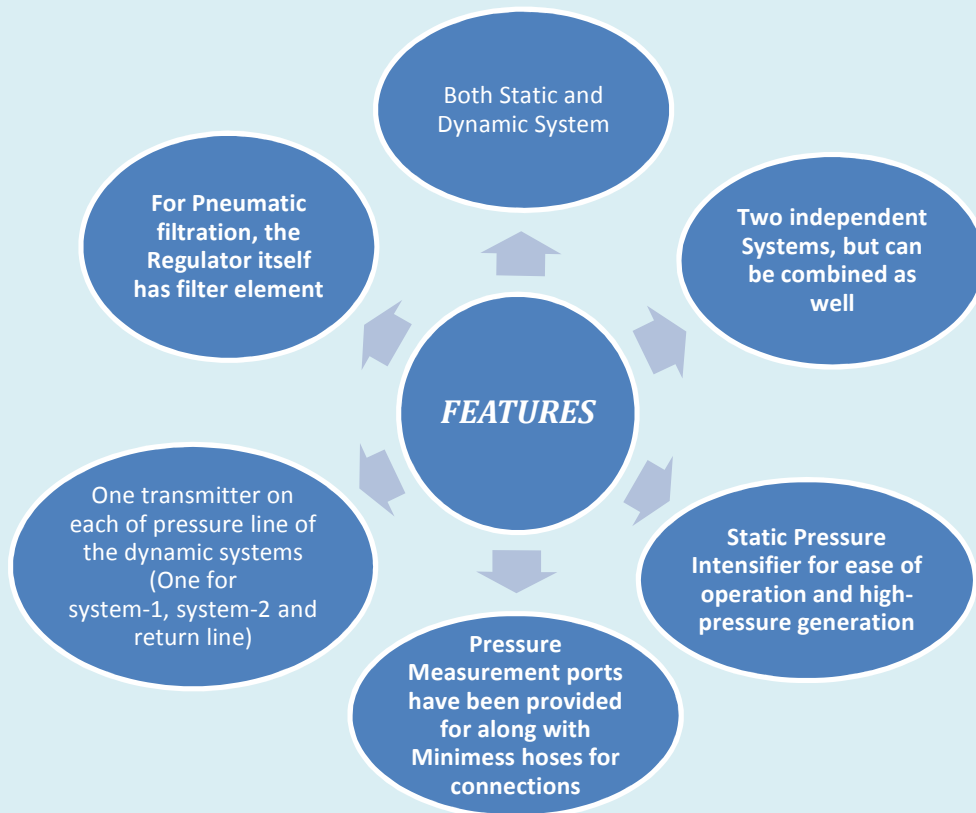 Both Static and
Dynamic System
For Pneumatic
filtration, the
Regulator itself
has filter element
Two independent
Systems, but can
be combined as
well
FEATURES
One transmitter on
each of pressure line of
the dynamic systems
(One for
system-1, system-2 and
return line)
Static Pressure
Intensifier for ease of
operation and high-
pressure generation
Pressure
Measurement ports
have been provided
for along with
Minimess hoses for
connections